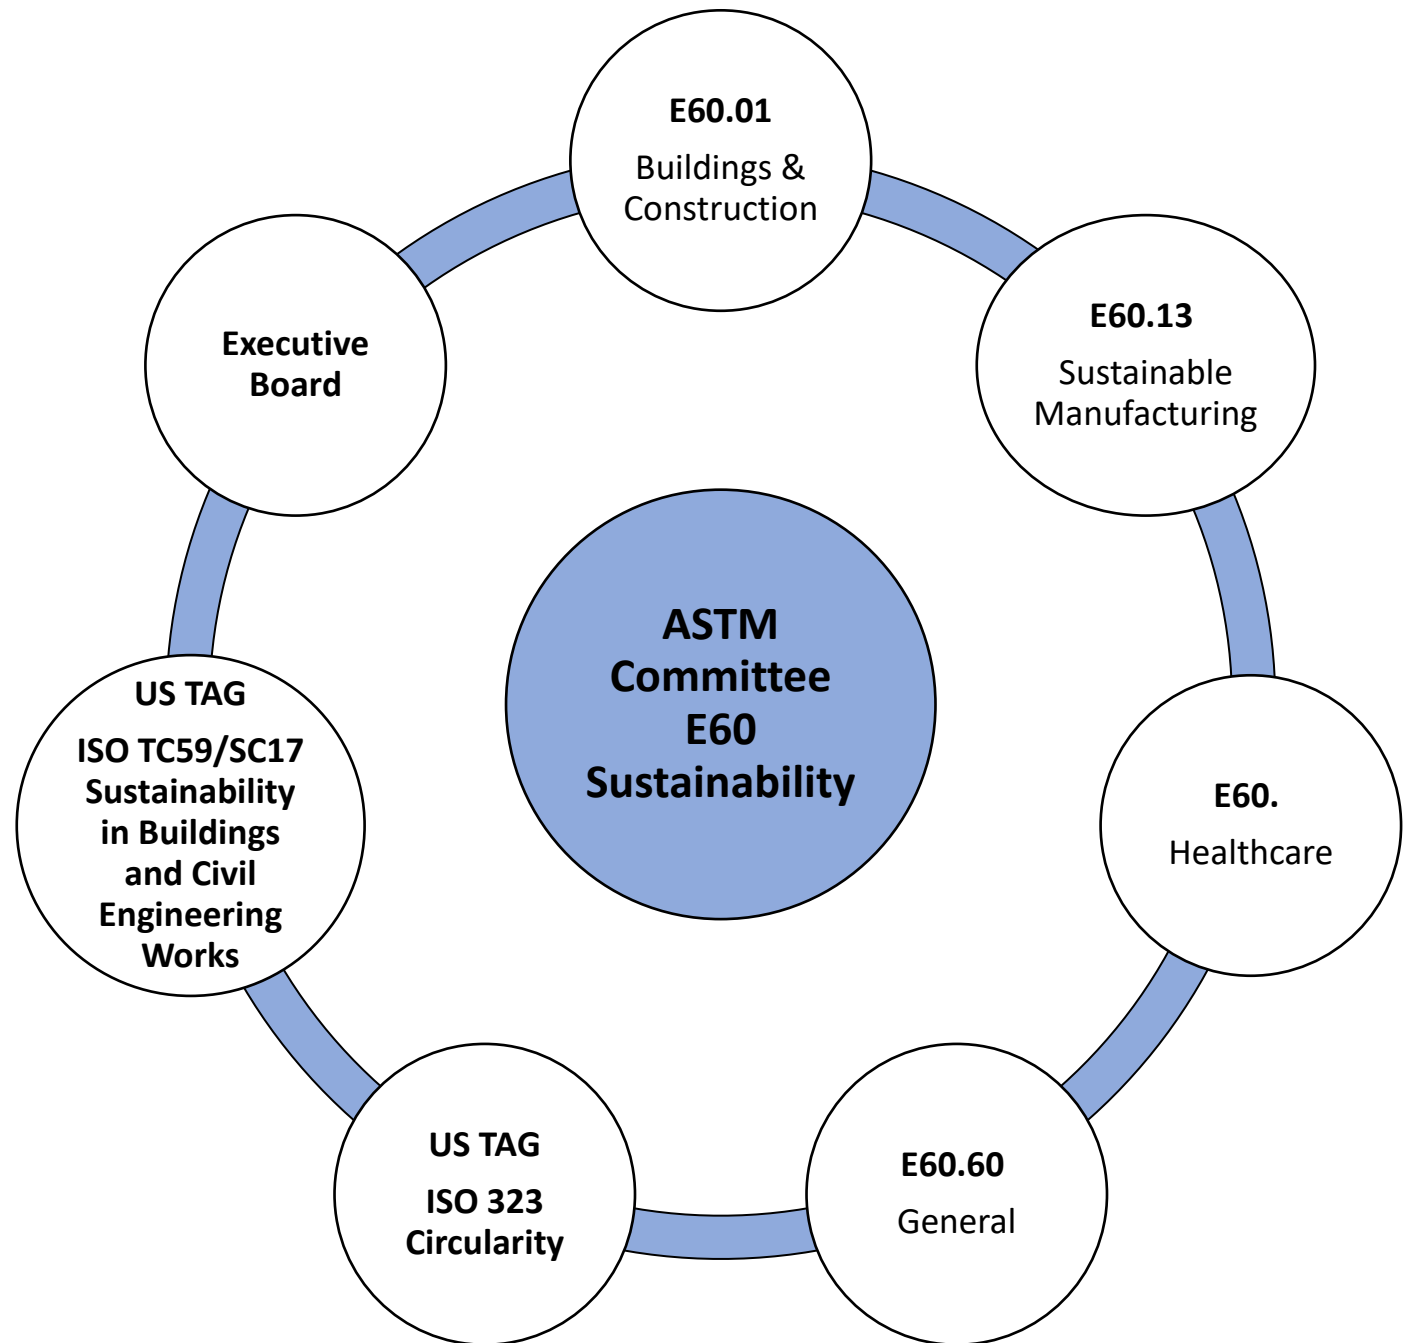 E60.01
Buildings &
Construction
E60.13
Sustainable
Manufacturing
E60.
Healthcare
E60.60
General
US TAG
ISO 323
Circularity
US TAG
ISO TC59/SC17
Sustainability
in Buildings
and Civil
Engineering
Works
Executive
Board
ASTM
Committee
E60
Sustainability